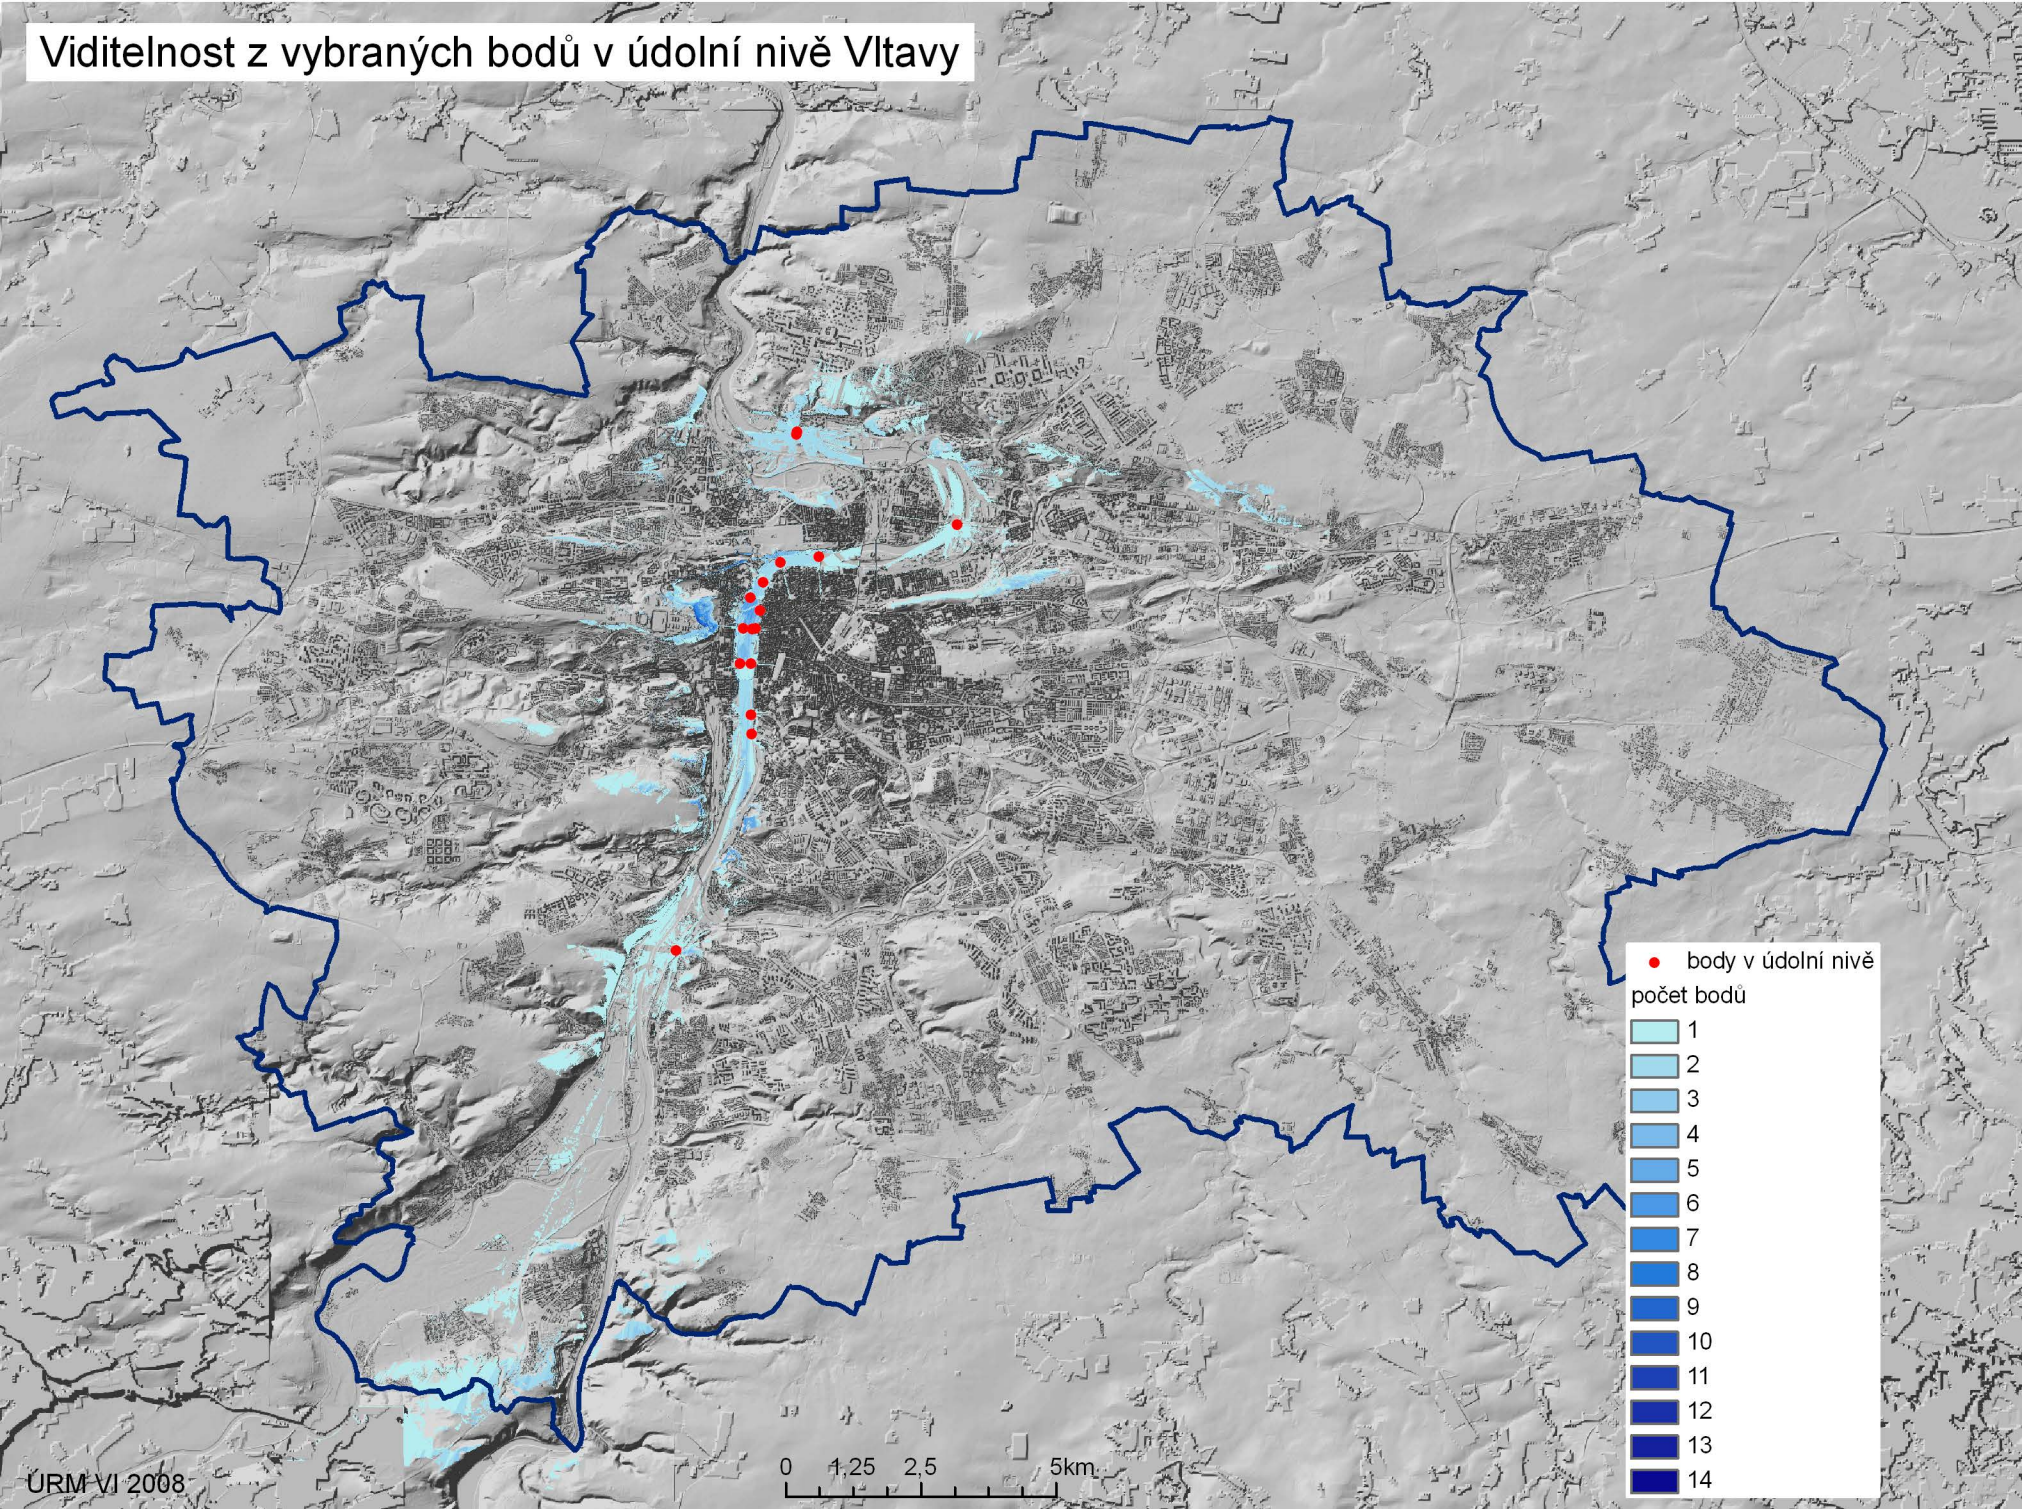 Viditelnost z vybraných bodů v údolní nivě Vltavy
body v údolní nivě
počet bodů
1
2
3
4
5
6
7
8
9
10
11
12
13
14
0 1,25 2,5 5km
ÚRM VI 2008